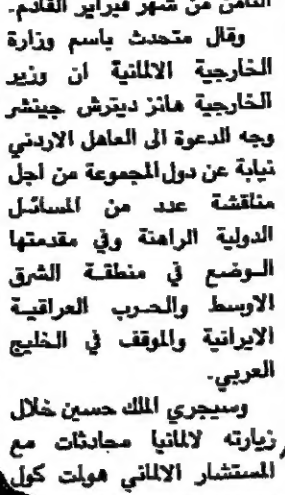 الثامن من شهر فبراير القادم.
وقال متحدث باسم وزارة
الخارجية الالمانية ان وزير
الخارجية هانز ديترش جينشر
وجه الدعوة الى العاهل الاردني
نيابة عن دول المجموعة من اجل
مناقشة عدد من المسائل
الدولية الراهنة وفي مقدمتها
الوضع في منطقة الشرق
الاوسط والحرب العراقية
الايرانية والموقف في الخليج
العربي.
وسيجري الملك حسين خلال
زيارته لالمانيا محادثات مع
المستشار الالماني هولت كول